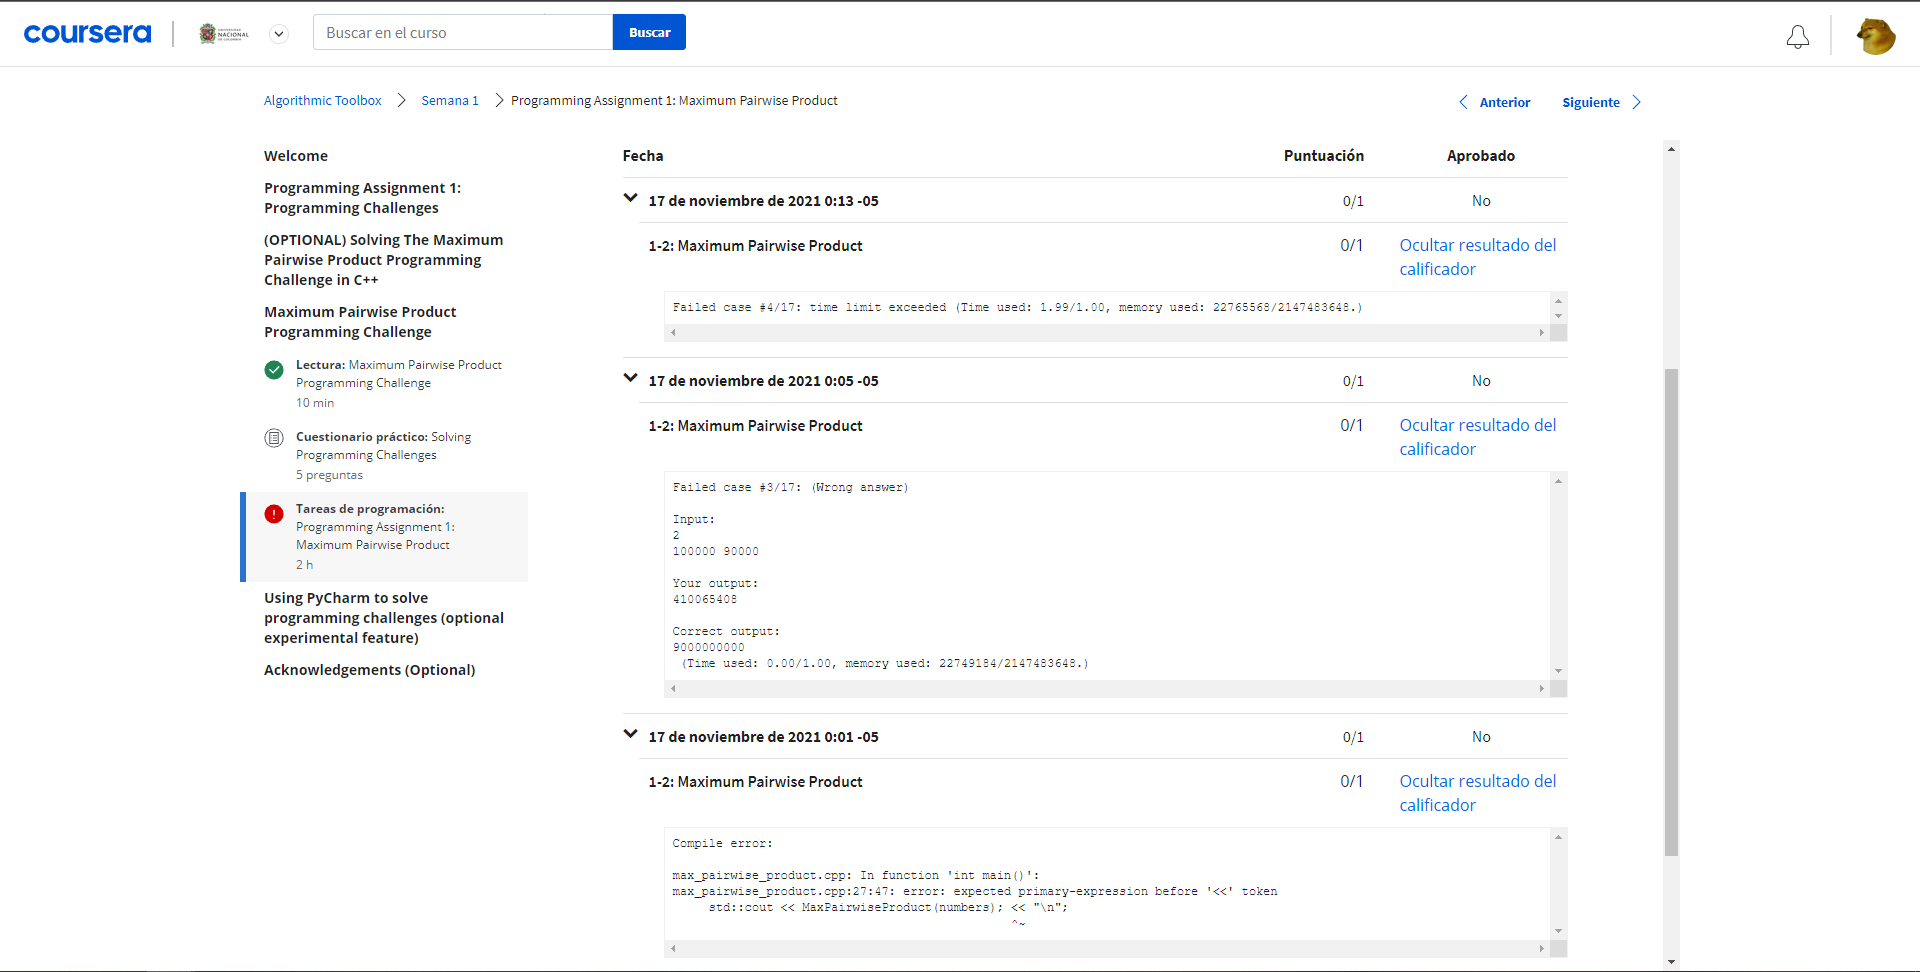 coursera
UNIVERSIDAD
NACIONAL
DE COLOMBIA
Buscar en el curso
Buscar
Algorithmic Toolbox
Semana 1
Programming Assignment 1: Maximum Pairwise Product
Anterior
Siguiente
Welcome
Programming Assignment 1:
Programming Challenges
(OPTIONAL) Solving The Maximum
Pairwise Product Programming
Challenge in C++
Maximum Pairwise Product
Programming Challenge
Lectura: Maximum Pairwise Product
Programming Challenge
10 min
Cuestionario práctico: Solving
Programming Challenges
5 preguntas
Tareas de programación:
Programming Assignment 1:
Maximum Pairwise Product
2 h
Using PyCharm to solve
programming challenges (optional
experimental feature)
Acknowledgements (Optional)
Fecha Puntuación Aprobado
17 de noviembre de 2021 0:13 -05 0/1 No
1-2: Maximum Pairwise Product 0/1 Ocultar resultado del
calificador
Failed case #4/17: time limit exceeded (Time used: 1.99/1.00, memory used: 22765568/2147483648.)
17 de noviembre de 2021 0:05 -05 0/1 No
1-2: Maximum Pairwise Product 0/1 Ocultar resultado del
calificador
Failed case #3/17: (Wrong answer)
Input:
2
100000 90000
Your output:
410065408
Correct output:
9000000000
(Time used: 0.00/1.00, memory used: 22749184/2147483648.)
17 de noviembre de 2021 0:01 -05 0/1 No
1-2: Maximum Pairwise Product 0/1 Ocultar resultado del
calificador
Compile error:
max_pairwise_product.cpp: In function 'int main()':
max_pairwise_product.cpp:27:47: error: expected primary-expression before '<<' token
std::cout << MaxPairwiseProduct(numbers); << "\n";
^~